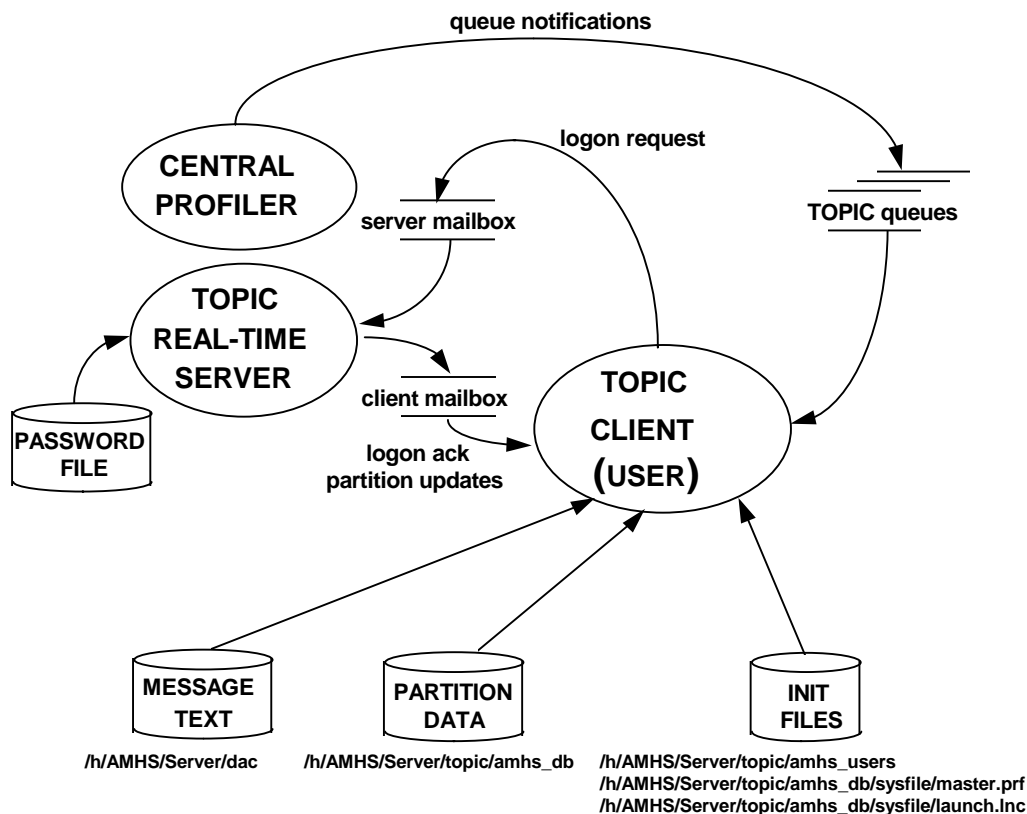 queue notifications
logon request
CENTRAL
PROFILER
server mailbox
TOPIC queues
TOPIC
REAL-TIME
SERVER
client mailbox
TOPIC
CLIENT
(USER)
PASSWORD
FILE
logon ack
partition updates
MESSAGE
TEXT
PARTITION
DATA
INIT
FILES
/h/AMHS/Server/dac
/h/AMHS/Server/topic/amhs_db
/h/AMHS/Server/topic/amhs_users
/h/AMHS/Server/topic/amhs_db/sysfile/master.prf
/h/AMHS/Server/topic/amhs_db/sysfile/launch.lnc